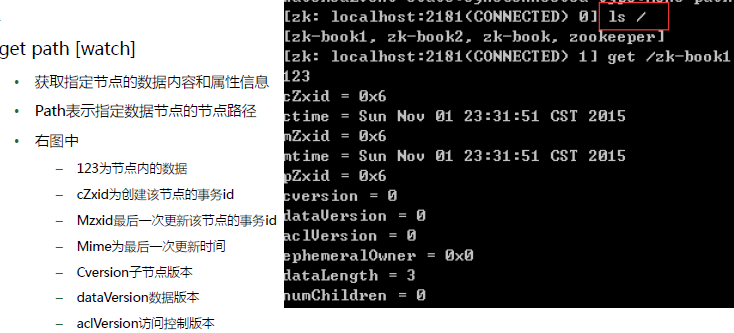 get path [watch]
• 获取指定节点的数据内容和属性信息
• Path表示指定数据节点的节点路径
• 右图中
– 123为节点内的数据
– cZxid为创建该节点的事务id
– Mzxid最后一次更新该节点的事务id
– Mime为最后一次更新时间
– Cversion子节点版本
– dataVersion数据版本
– aclVersion访问控制版本
[zk: localhost:2181(CONNECTED) 0] ls /
[zk-book1, zk-book2, zk-book, zookeeper]
[zk: localhost:2181(CONNECTED) 1] get /zk-book1
123
cZxid = 0x6
ctime = Sun Nov 01 23:31:51 CST 2015
mZxid = 0x6
mtime = Sun Nov 01 23:31:51 CST 2015
pZxid = 0x6
cversion = 0
dataVersion = 0
aclVersion = 0
ephemeralOwner = 0x0
dataLength = 3
numChildren = 0